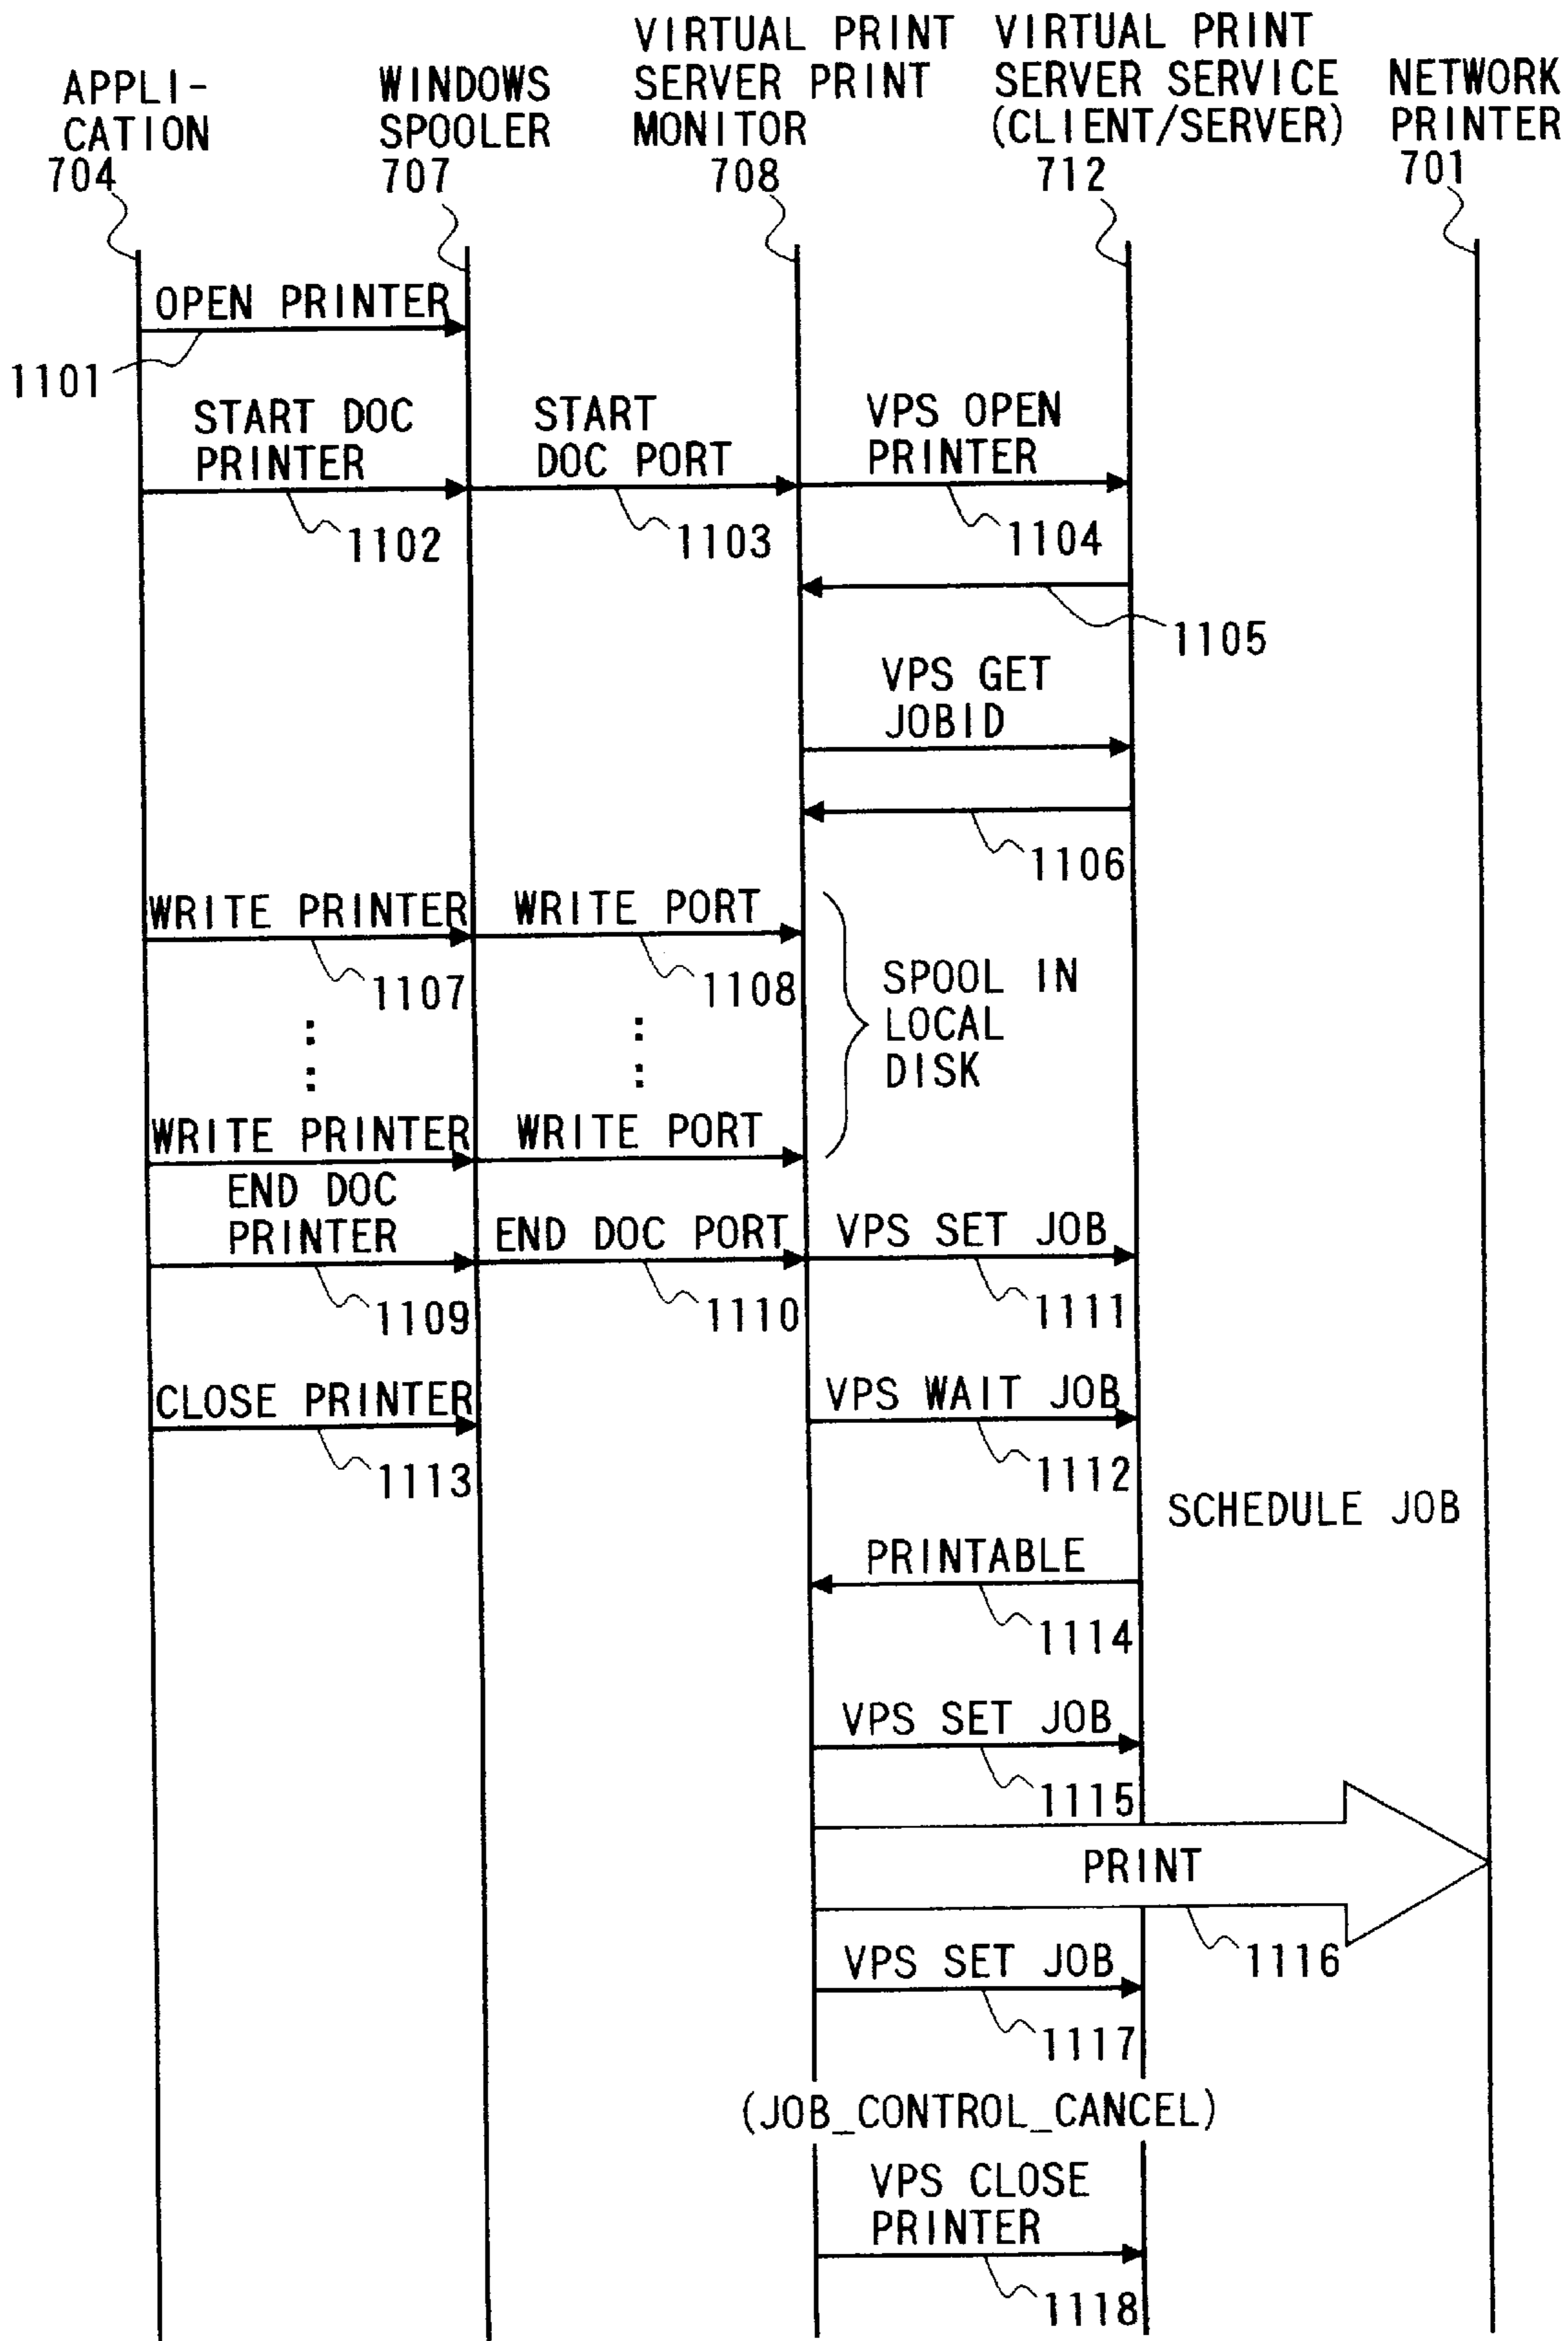 APPLI-
CATION
704
WINDOWS
SPOOLER
707
VIRTUAL PRINT
SERVER PRINT
MONITOR
708
VIRTUAL PRINT
SERVER SERVICE
(CLIENT/SERVER)
712
NETWORK
PRINTER
701
OPEN PRINTER
1101
START DOC
PRINTER
1102
START
DOC PORT
1103
VPS OPEN
PRINTER
1104
1105
VPS GET
JOBID
1106
WRITE PRINTER
1107
WRITE PORT
1108
SPOOL IN
LOCAL
DISK
: :
: :
WRITE PRINTER
WRITE PORT
END DOC
PRINTER
1109
END DOC PORT
1110
VPS SET JOB
1111
CLOSE PRINTER
1113
VPS WAIT JOB
1112
SCHEDULE JOB
PRINTABLE
1114
VPS SET JOB
1115
PRINT
1116
VPS SET JOB
1117
(JOB_CONTROL_CANCEL)
VPS CLOSE
PRINTER
1118